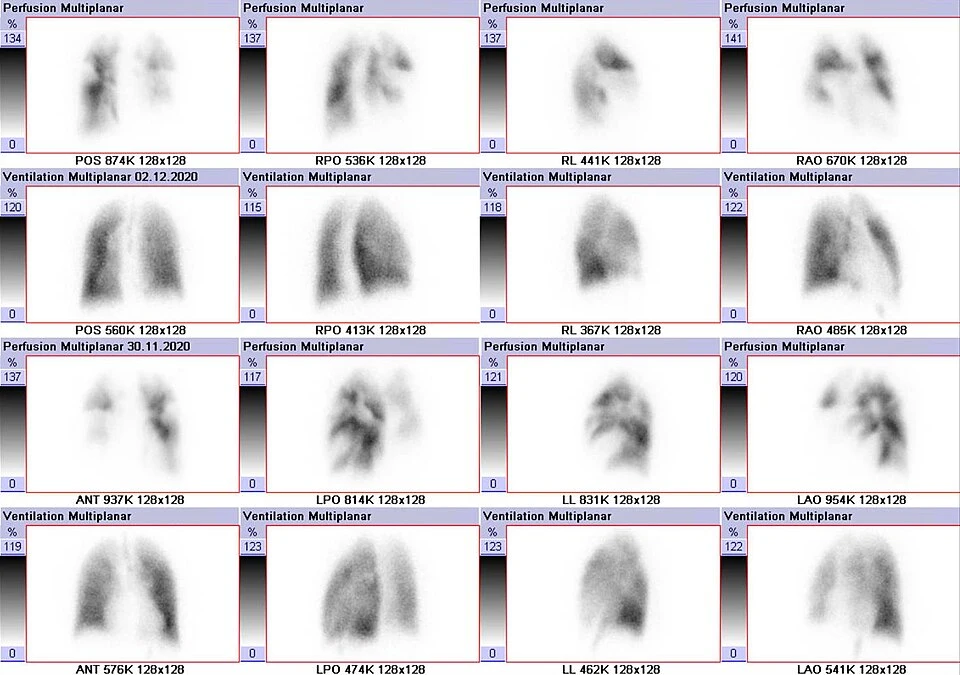 Perfusion Multiplanar
Perfusion Multiplanar
Perfusion Multiplanar
Perfusion Multiplanar
%
134
0
%
137
0
%
137
0
%
141
0
POS 874K 128x128
RPO 536K 128x128
RL 441K 128x128
RAO 670K 128x128
Ventilation Multiplanar 02.12.2020
Ventilation Multiplanar
Ventilation Multiplanar
Ventilation Multiplanar
%
120
0
%
115
0
%
118
0
%
122
0
POS 560K 128x128
RPO 413K 128x128
RL 367K 128x128
RAO 485K 128x128
Perfusion Multiplanar 30.11.2020
Perfusion Multiplanar
Perfusion Multiplanar
Perfusion Multiplanar
%
137
0
%
117
0
%
121
0
%
120
0
ANT 937K 128x128
LPO 814K 128x128
LL 831K 128x128
LAO 954K 128x128
Ventilation Multiplanar
Ventilation Multiplanar
Ventilation Multiplanar
Ventilation Multiplanar
%
119
0
%
123
0
%
123
0
%
122
0
ANT 576K 128x128
LPO 474K 128x128
LL 462K 128x128
LAO 541K 128x128